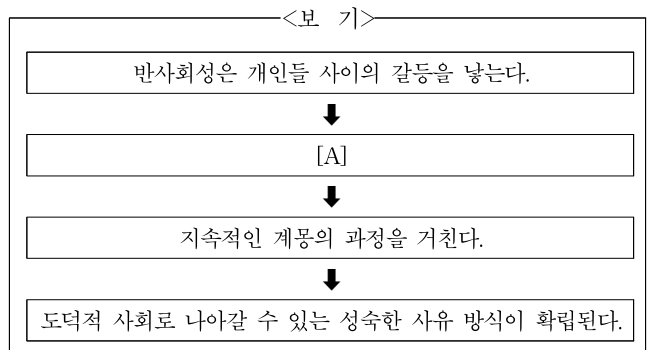 <보 기>
반사회성은 개인들 사이의 갈등을 낳는다.
[A]
지속적인 계몽의 과정을 거친다.
도덕적 사회로 나아갈 수 있는 성숙한 사유 방식이 확립된다.